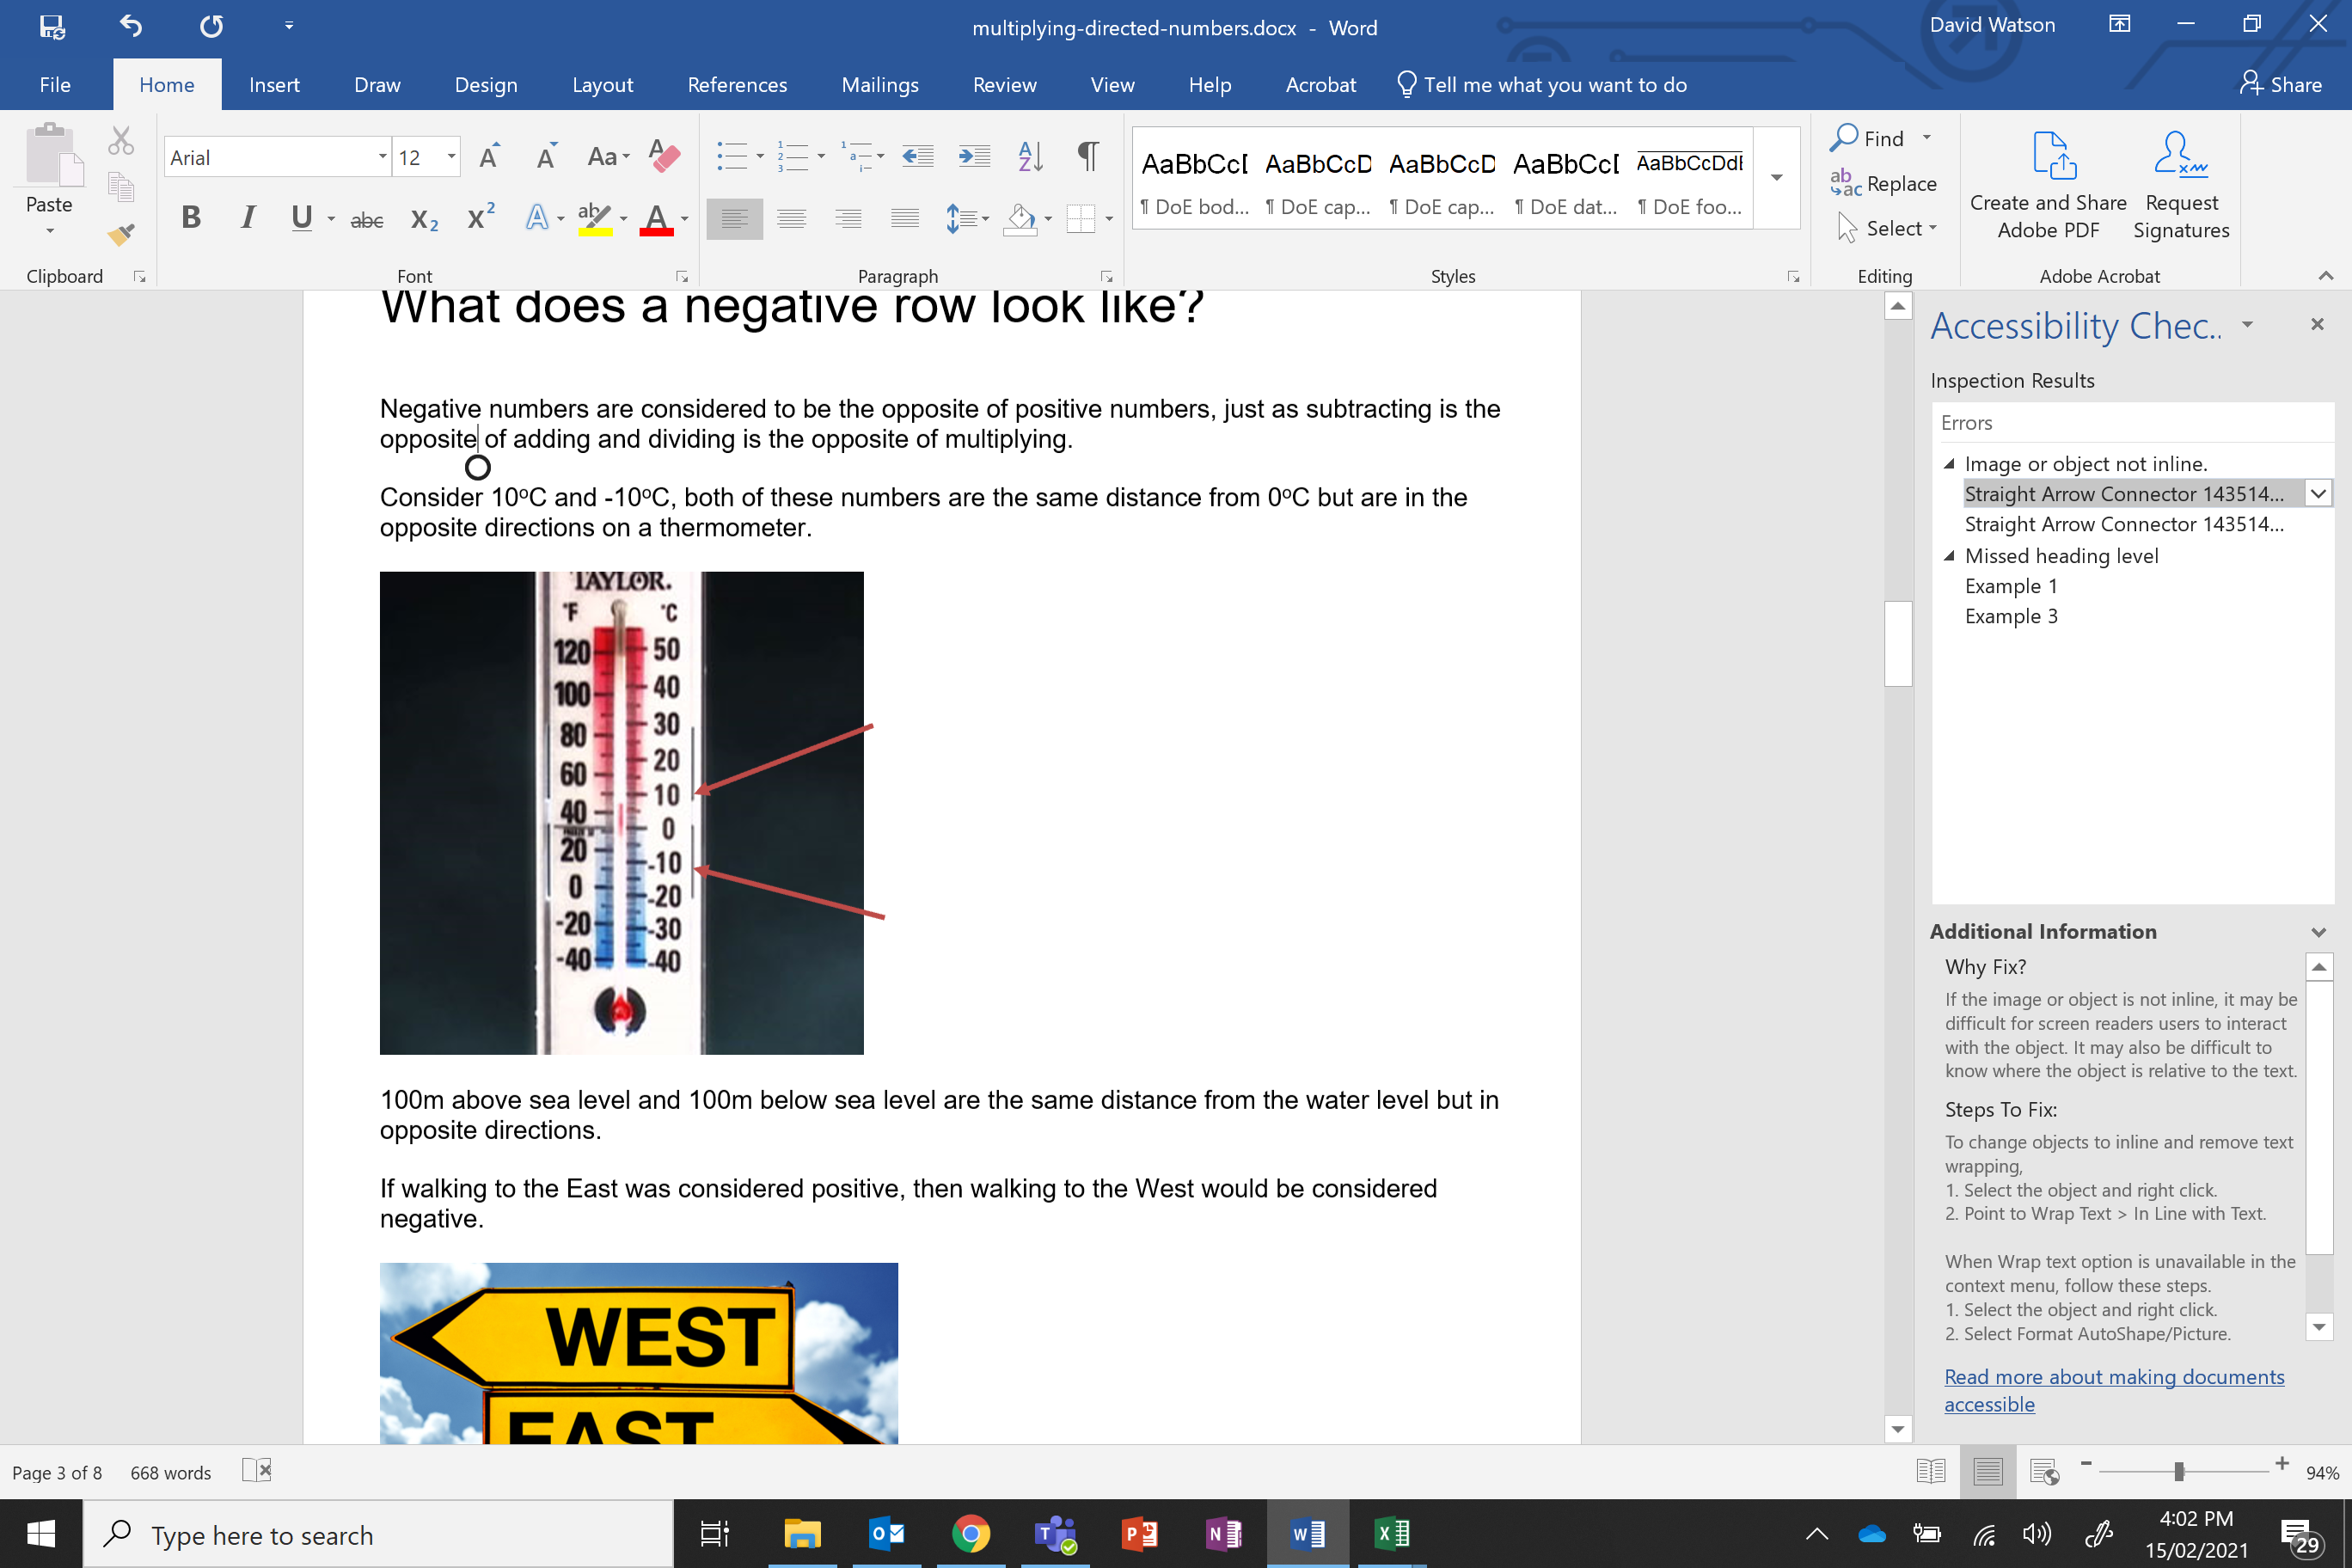 multiplying-directed-numbers.docx - Word
David Watson
File Home Insert Draw Design Layout References Mailings Review View Help Acrobat Tell me what you want to do Share
Paste
Clipboard
Arial 12
Aa
B I U abc X2 X2 A ab A
Font
Paragraph
AaBbCcI AaBbCcD AaBbCcD AaBbCcI AaBbCcDdI
¶ DoE bod... ¶ DoE cap... ¶ DoE cap... ¶ DoE dat... ¶ DoE foo...
Styles
Find
Replace
Select
Editing
Create and Share
Adobe PDF
Request
Signatures
Adobe Acrobat
What does a negative row look like?
Negative numbers are considered to be the opposite of positive numbers, just as subtracting is the
opposite of adding and dividing is the opposite of multiplying.
Consider 10ºC and -10ºC, both of these numbers are the same distance from 0ºC but are in the
opposite directions on a thermometer.
TAYLOR.
°F °C
120 50
100 40
80 30
60 20
40 10
20 0
0 -10
-20 -20
-40 -30
-40
100m above sea level and 100m below sea level are the same distance from the water level but in
opposite directions.
If walking to the East was considered positive, then walking to the West would be considered
negative.
WEST
EAST
Accessibility Chec..
Inspection Results
Errors
Image or object not inline.
Straight Arrow Connector 143514...
Straight Arrow Connector 143514...
Missed heading level
Example 1
Example 3
Additional Information
Why Fix?
If the image or object is not inline, it may be
difficult for screen readers users to interact
with the object. It may also be difficult to
know where the object is relative to the text.
Steps To Fix:
To change objects to inline and remove text
wrapping,
1. Select the object and right click.
2. Point to Wrap Text > In Line with Text.
When Wrap text option is unavailable in the
context menu, follow these steps.
1. Select the object and right click.
2. Select Format AutoShape/Picture.
Read more about making documents
accessible
Page 3 of 8 668 words
94%
Type here to search
4:02 PM
15/02/2021
29